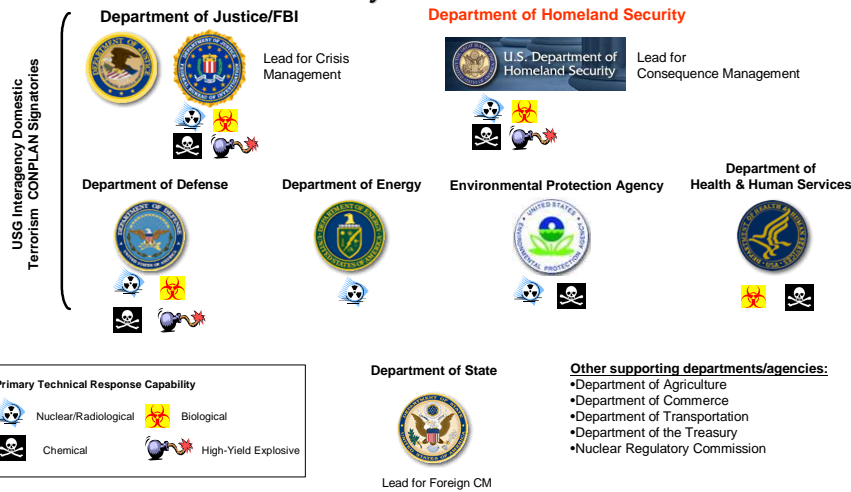 Department of Justice/FBI
Department of Homeland Security
Lead for Crisis
Management
U.S. Department of
Homeland Security
Lead for
Consequence Management
USG Interagency Domestic
Terrorism CONPLAN Signatories
Department of Defense
Department of Energy
Environmental Protection Agency
Department of
Health & Human Services
Primary Technical Response Capability
Nuclear/Radiological
Biological
Chemical
High-Yield Explosive
Department of State
Lead for Foreign CM
Other supporting departments/agencies:
•Department of Agriculture
•Department of Commerce
•Department of Transportation
•Department of the Treasury
•Nuclear Regulatory Commission